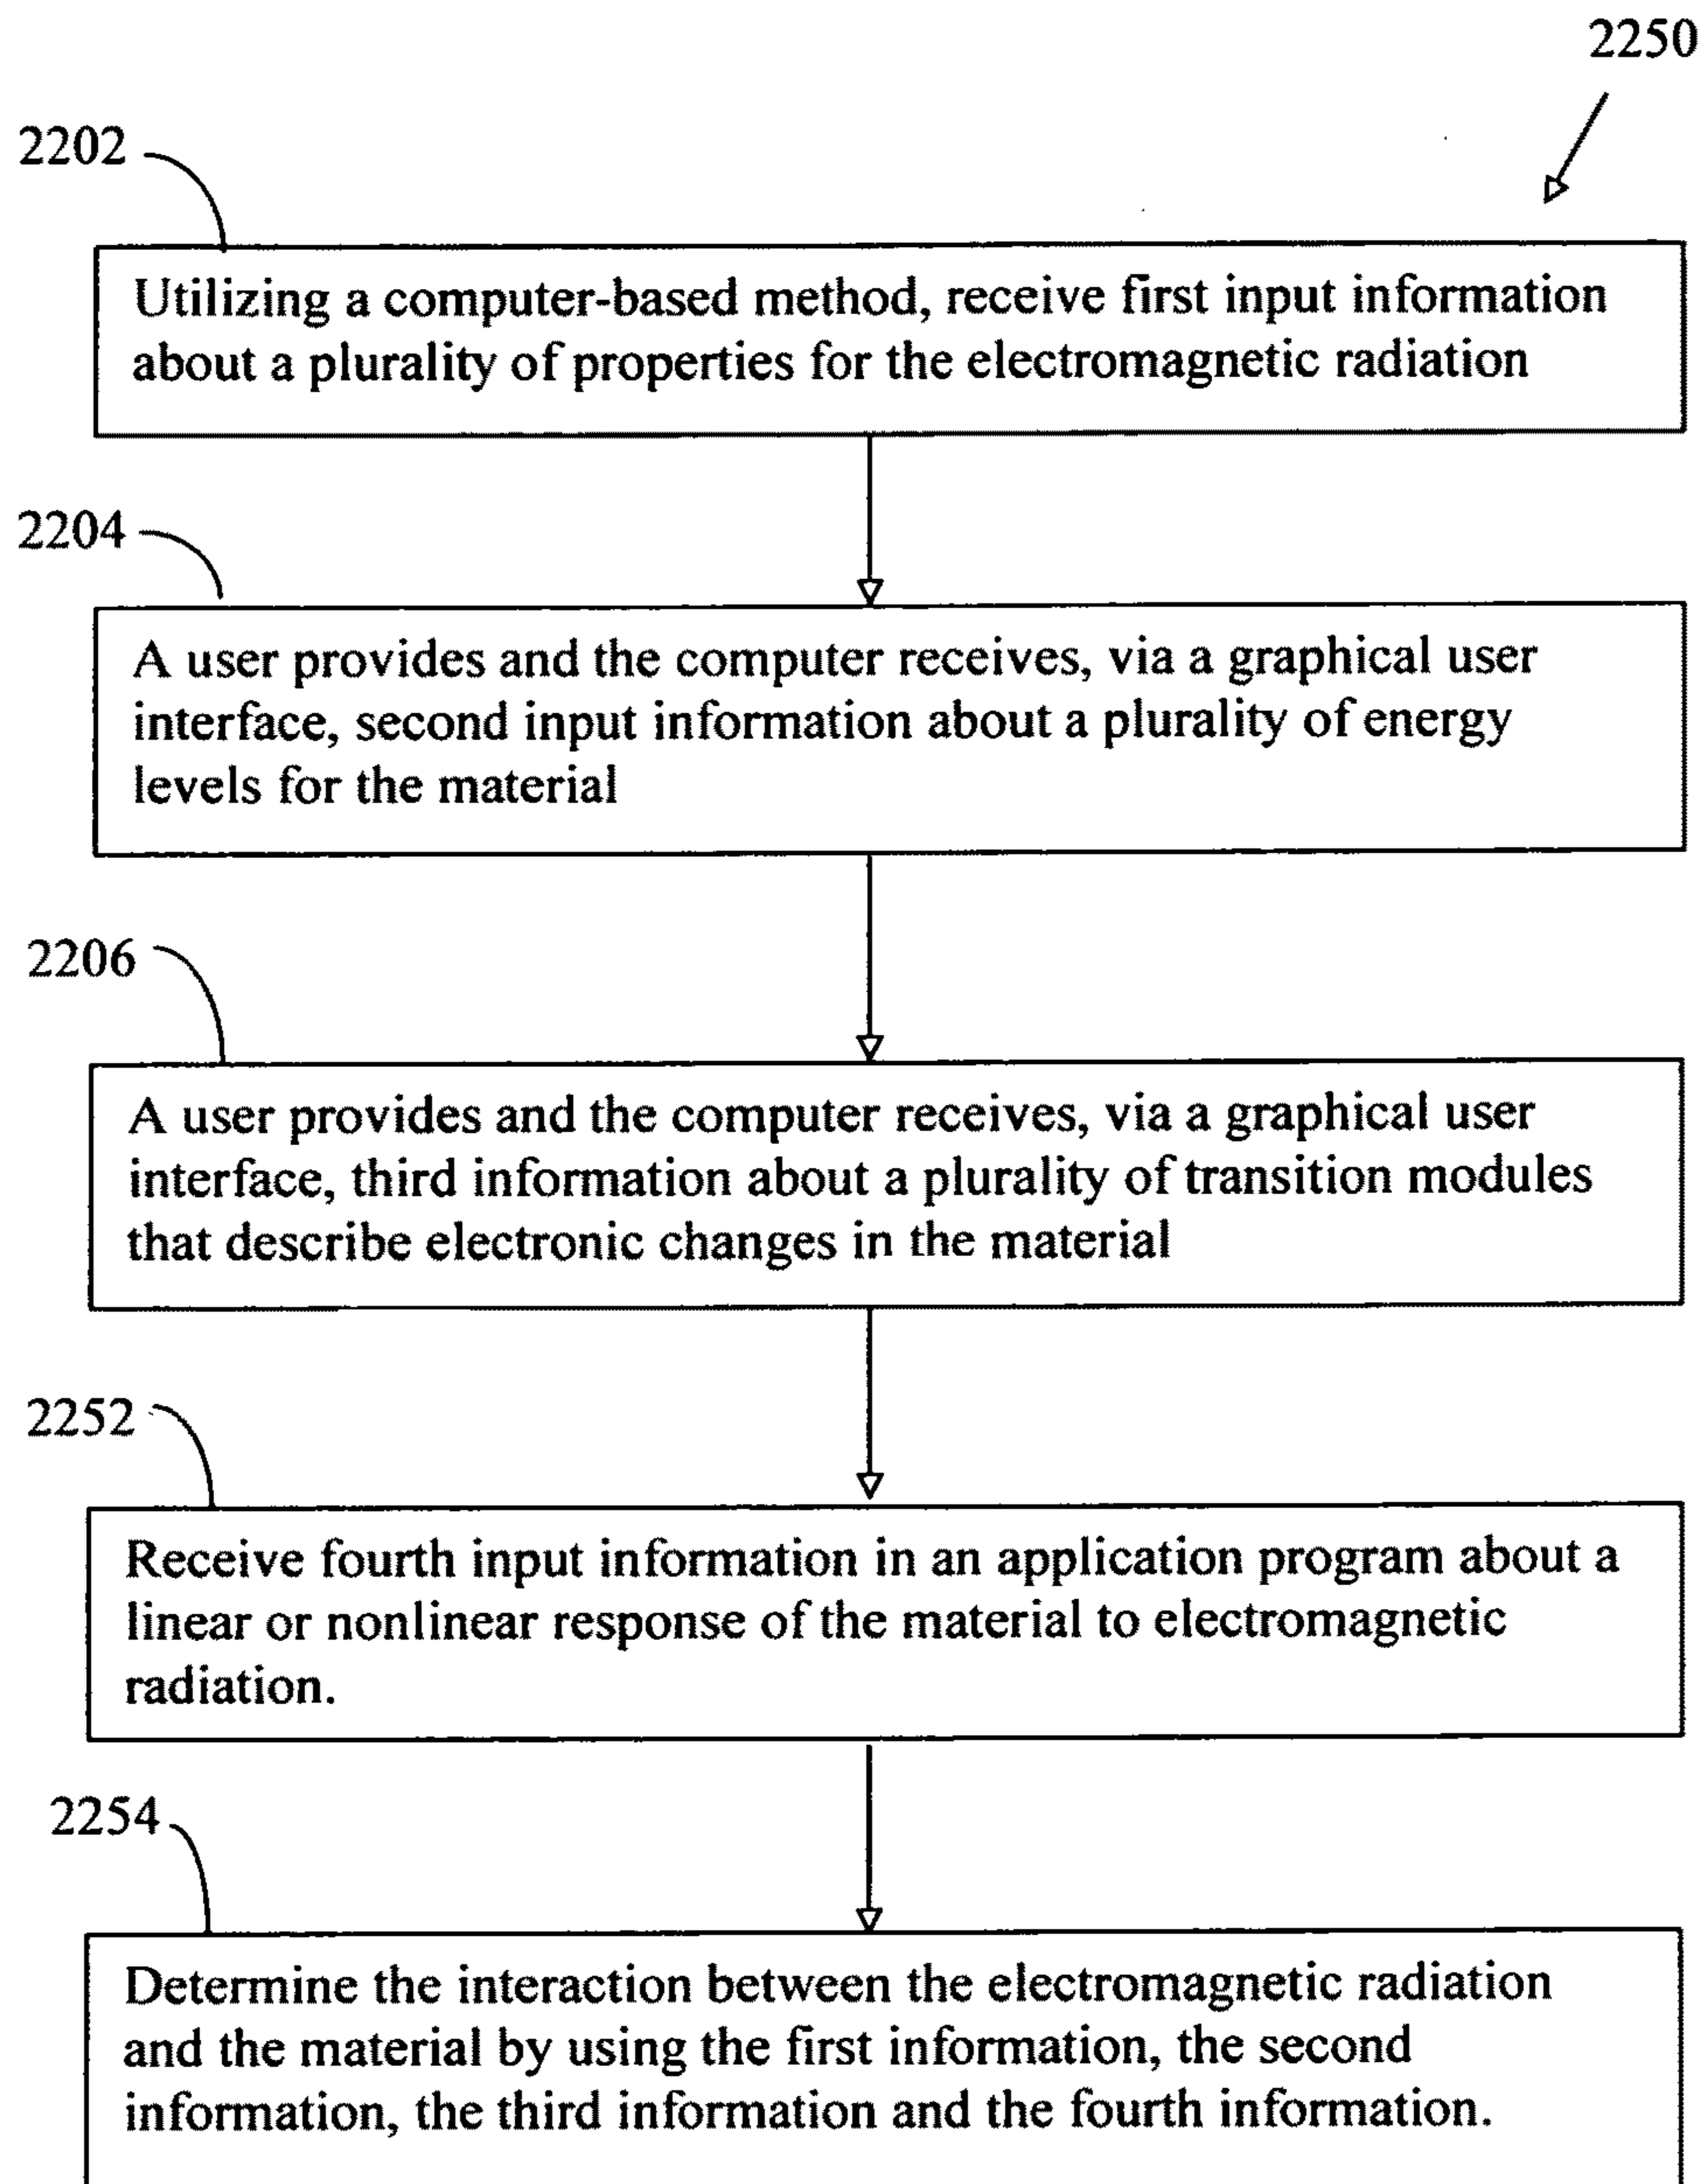 2250
2202
Utilizing a computer-based method, receive first input information
about a plurality of properties for the electromagnetic radiation
2204
A user provides and the computer receives, via a graphical user
interface, second input information about a plurality of energy
levels for the material
2206
A user provides and the computer receives, via a graphical user
interface, third information about a plurality of transition modules
that describe electronic changes in the material
2252
Receive fourth input information in an application program about a
linear or nonlinear response of the material to electromagnetic
radiation.
2254
Determine the interaction between the electromagnetic radiation
and the material by using the first information, the second
information, the third information and the fourth information.